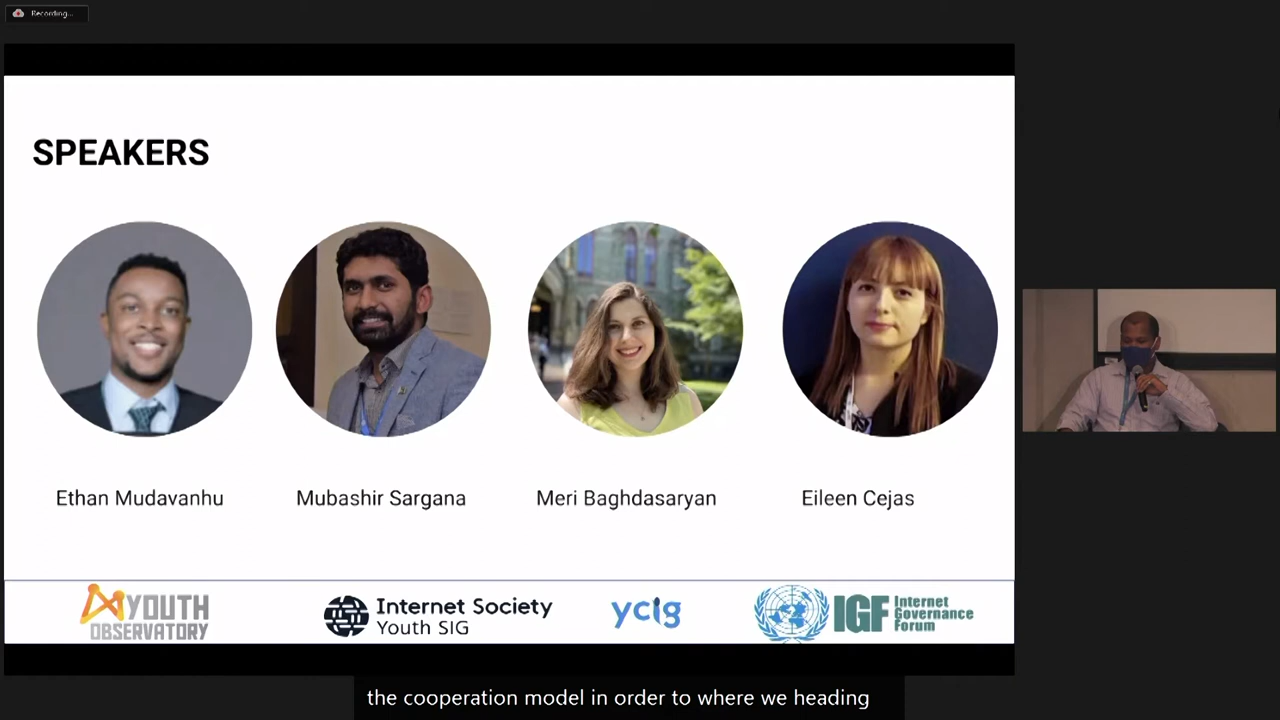 Recording...
SPEAKERS
Ethan Mudavanhu
Mubashir Sargana
Meri Baghdasaryan
Eileen Cejas
YOUTH
OBSERVATORY
Internet Society
Youth SIG
ycig
IGF Internet
Governance
Forum
the cooperation model in order to where we heading